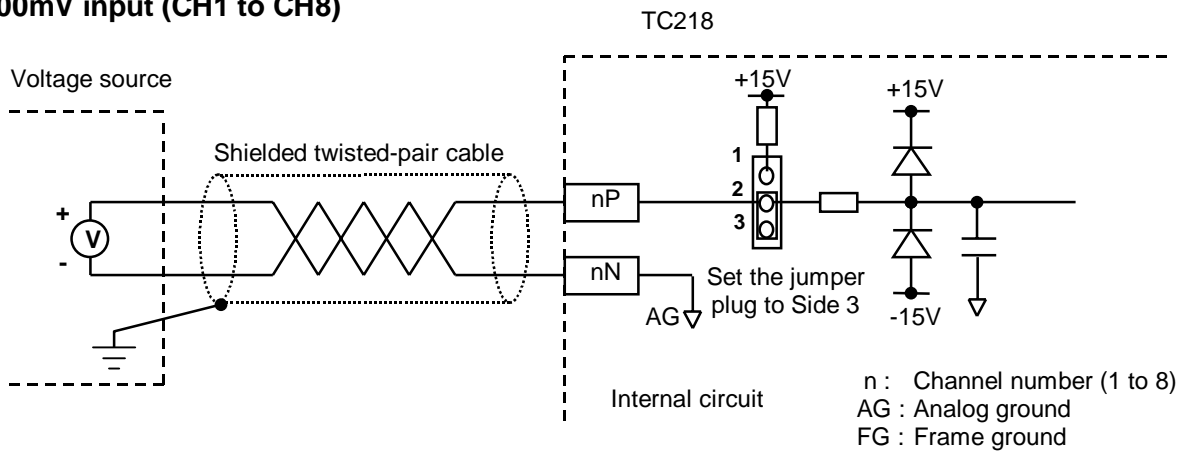 00mV input (CH1 to CH8)
TC218
Voltage source
+15V
+15V
Shielded twisted-pair cable
1
2
3
nP
+
V
-
nN
AG
Set the jumper
plug to Side 3
-15V
Internal circuit
n : Channel number (1 to 8)
AG : Analog ground
FG : Frame ground